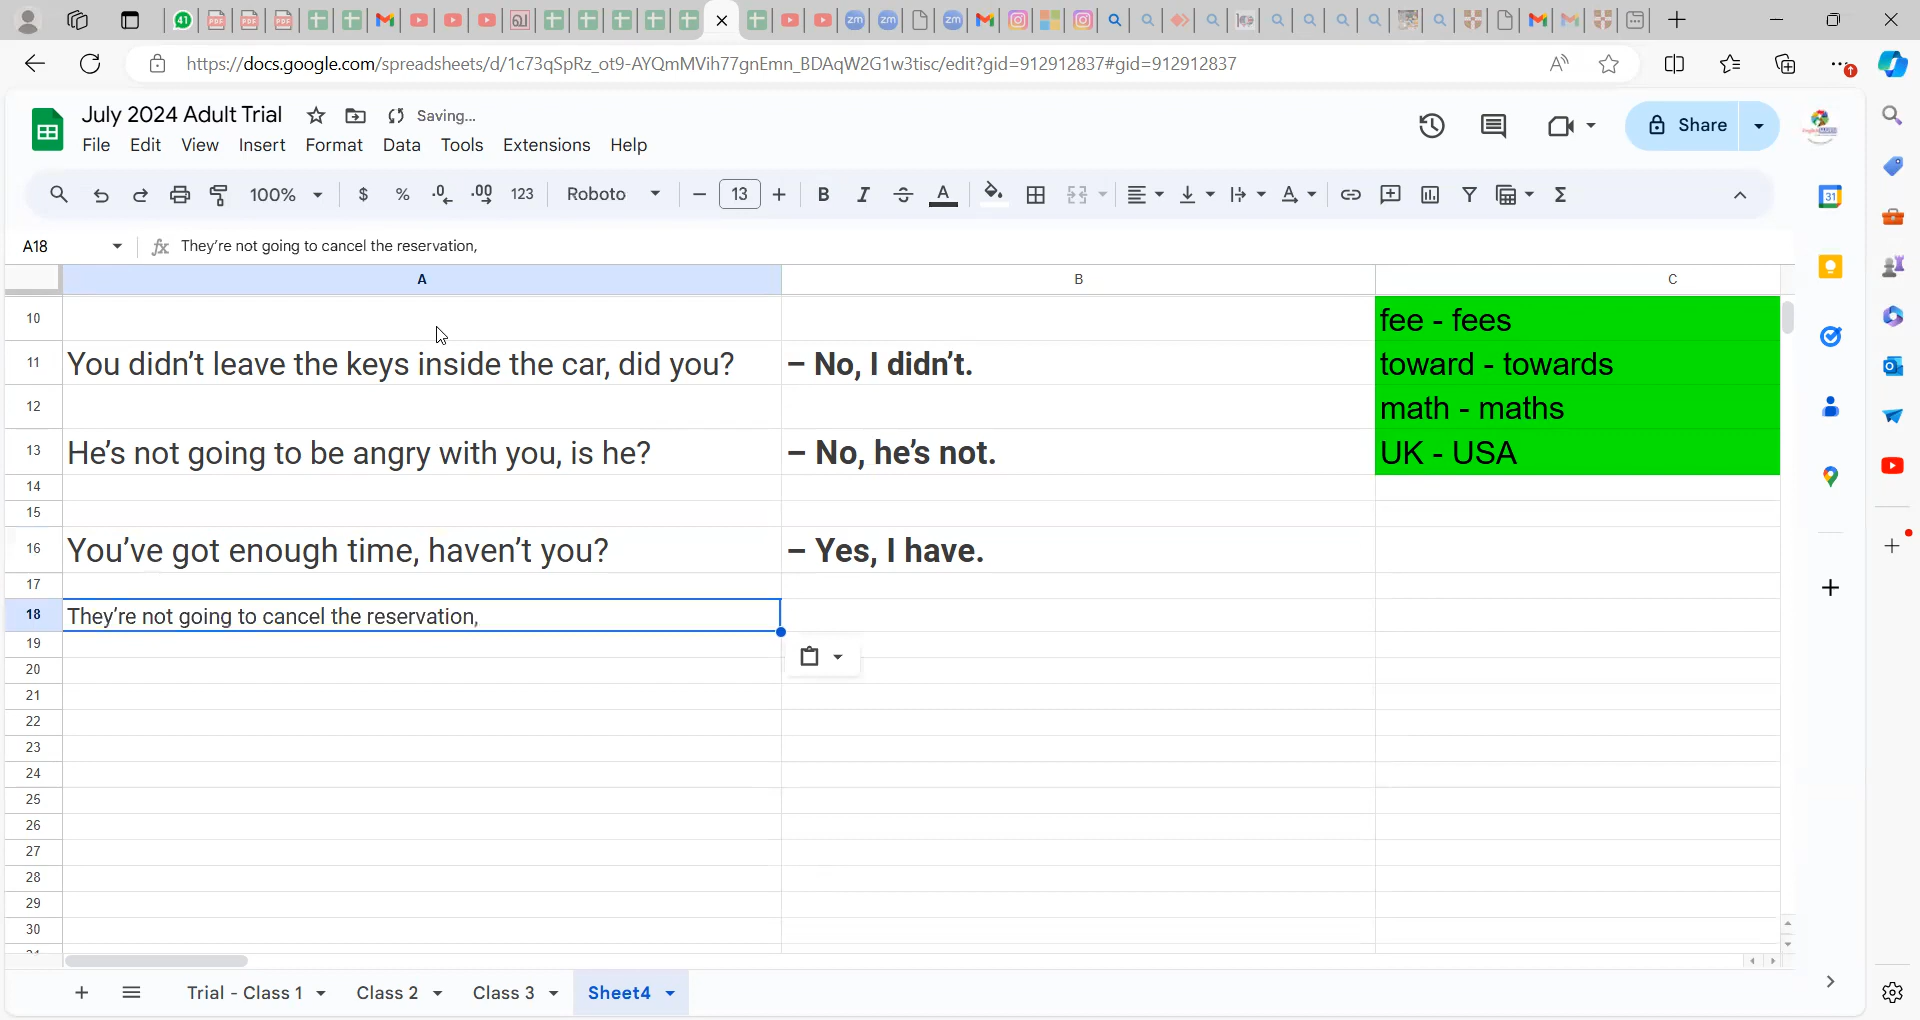 41
https://docs.google.com/spreadsheets/d/1c73qSpRz_ot9-AYQmMVih77gnEmn_BDAqW2G1w3tisc/edit?gid=912912837#gid=912912837
July 2024 Adult Trial
Saving...
File Edit View Insert Format Data Tools Extensions Help
Share
100% $ % .0 .00 123 Roboto 13 B I S A Σ
31
A18 fx They’re not going to cancel the reservation,
A B C
10 fee - fees
11 You didn’t leave the keys inside the car, did you? – No, I didn’t. toward - towards
12 math - maths
13 He’s not going to be angry with you, is he? – No, he’s not. UK - USA
14
15
16 You’ve got enough time, haven’t you? – Yes, I have.
17
18 They’re not going to cancel the reservation,
19
20
21
22
23
24
25
26
27
28
29
30
Trial - Class 1 Class 2 Class 3 Sheet4